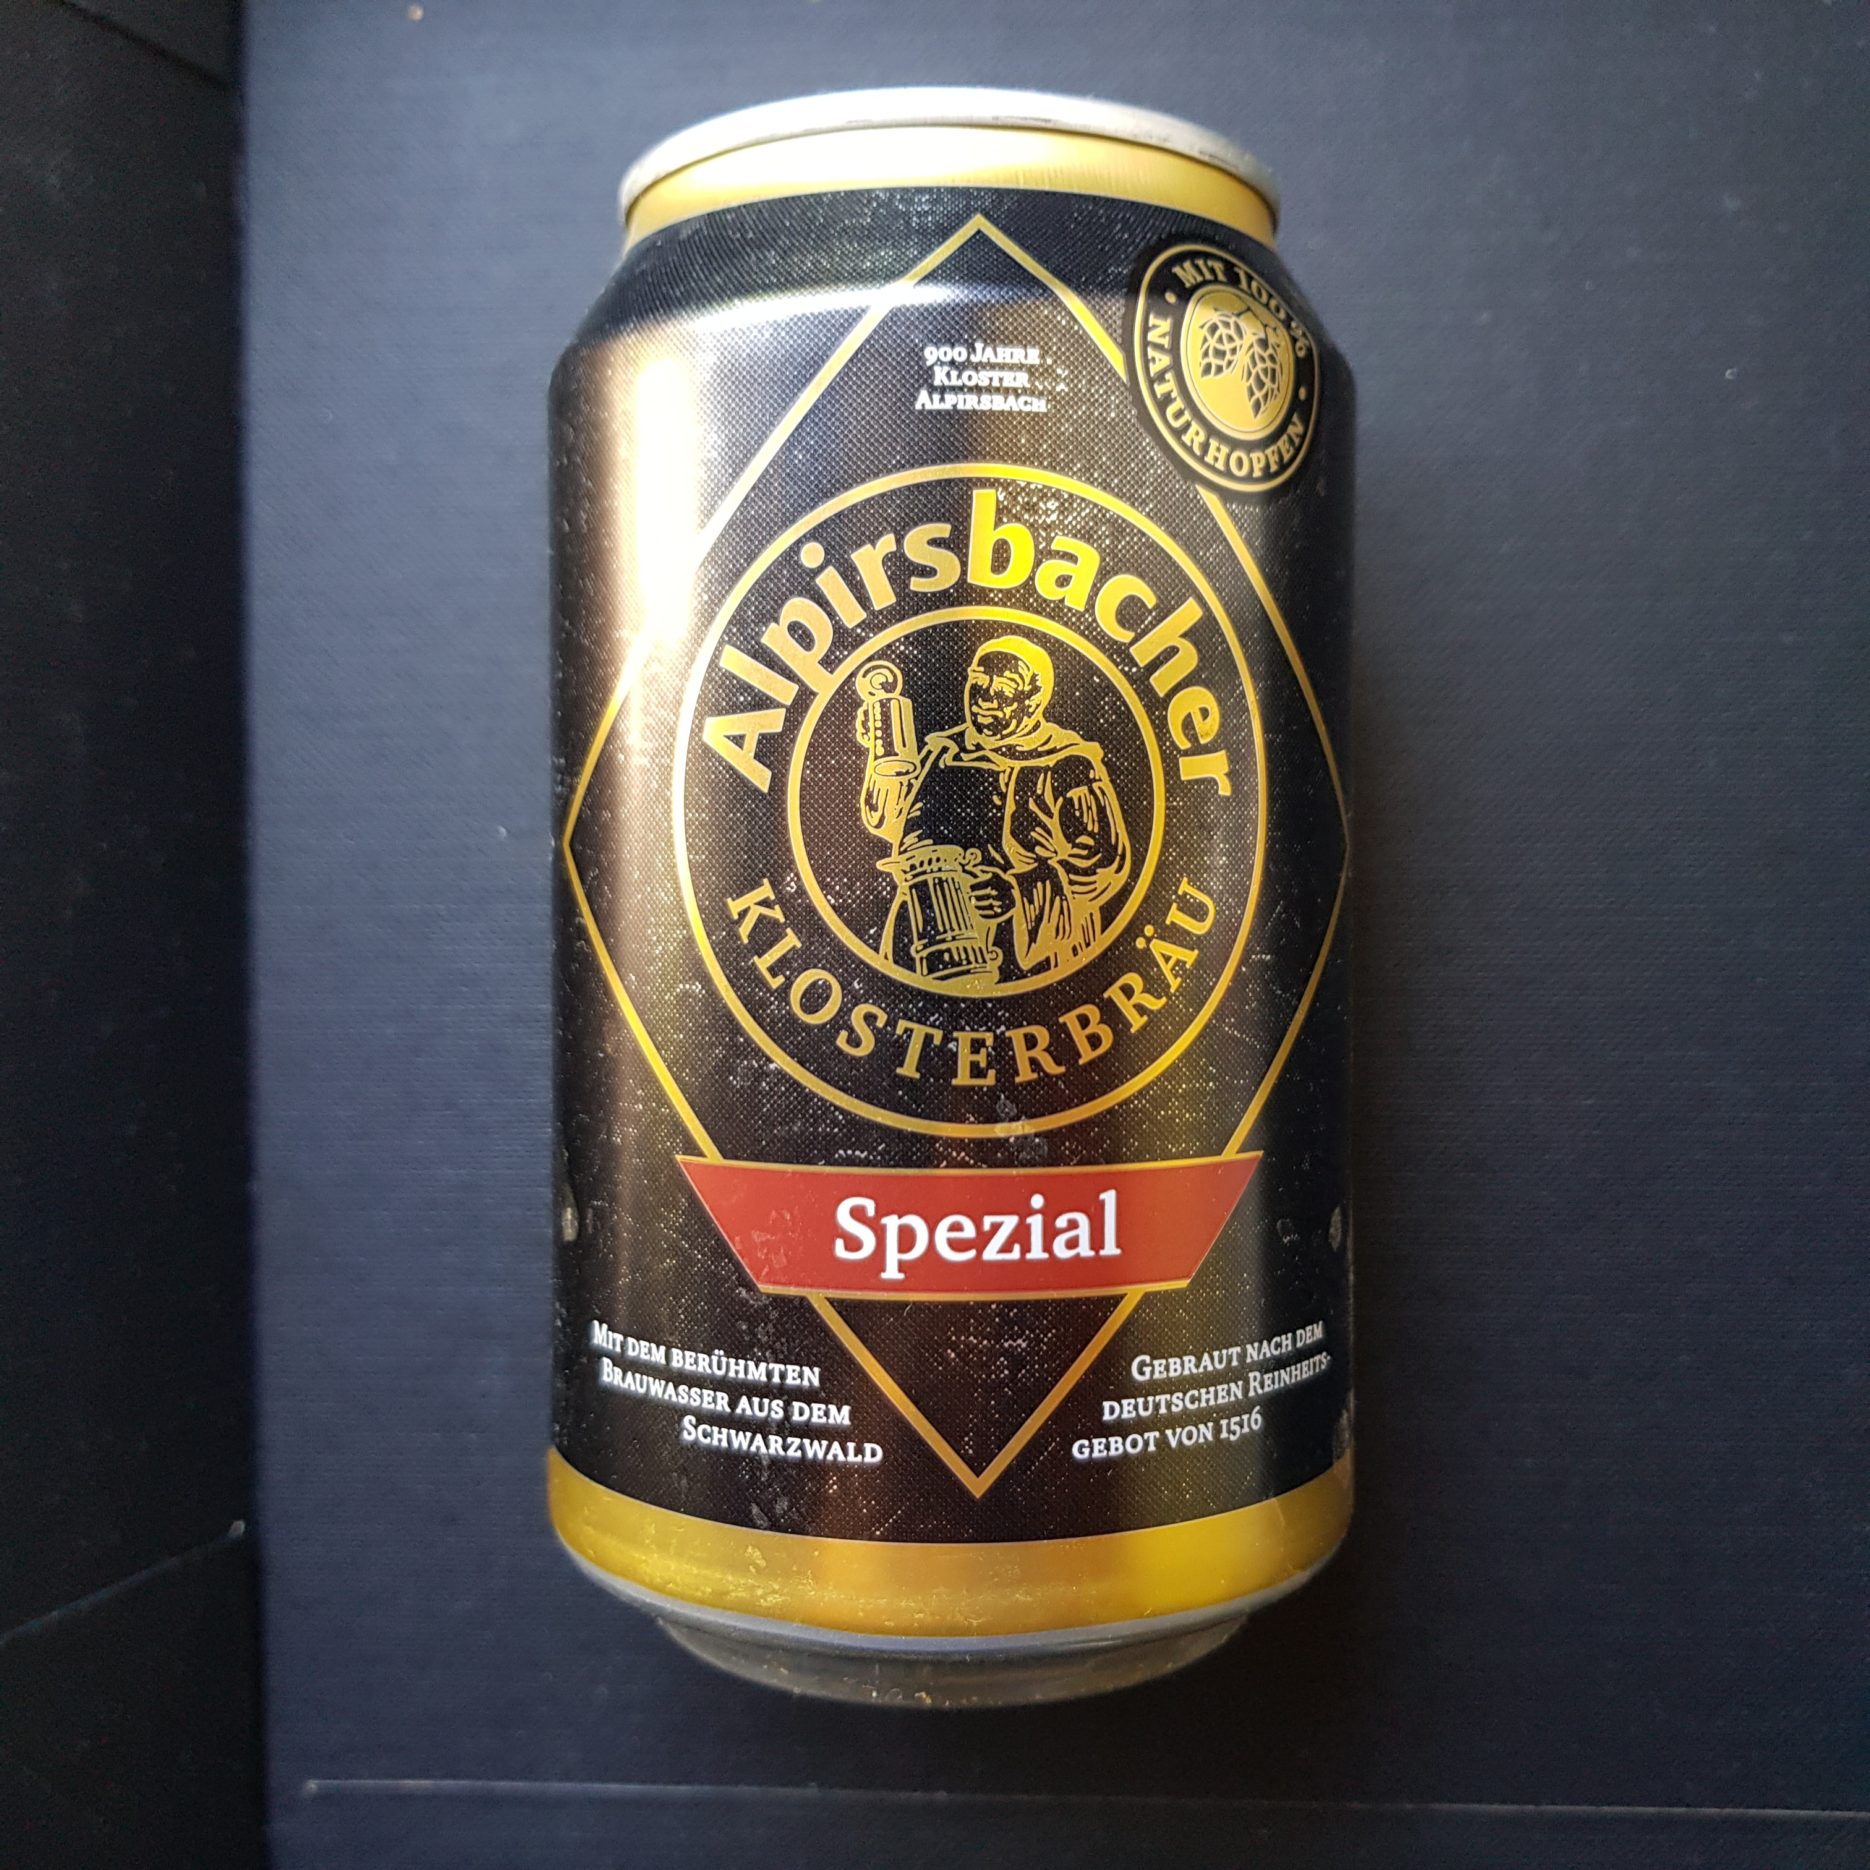 900 Jahre
Kloster
Alpirsbach
MIT 100 %
NATURHOPFEN
Alpirsbacher
KLOSTERBRÄU
Spezial
Mit dem berühmten
Brauwasser aus dem
Schwarzwald
Gebraut nach dem
deutschen Reinheits-
gebot von 1516